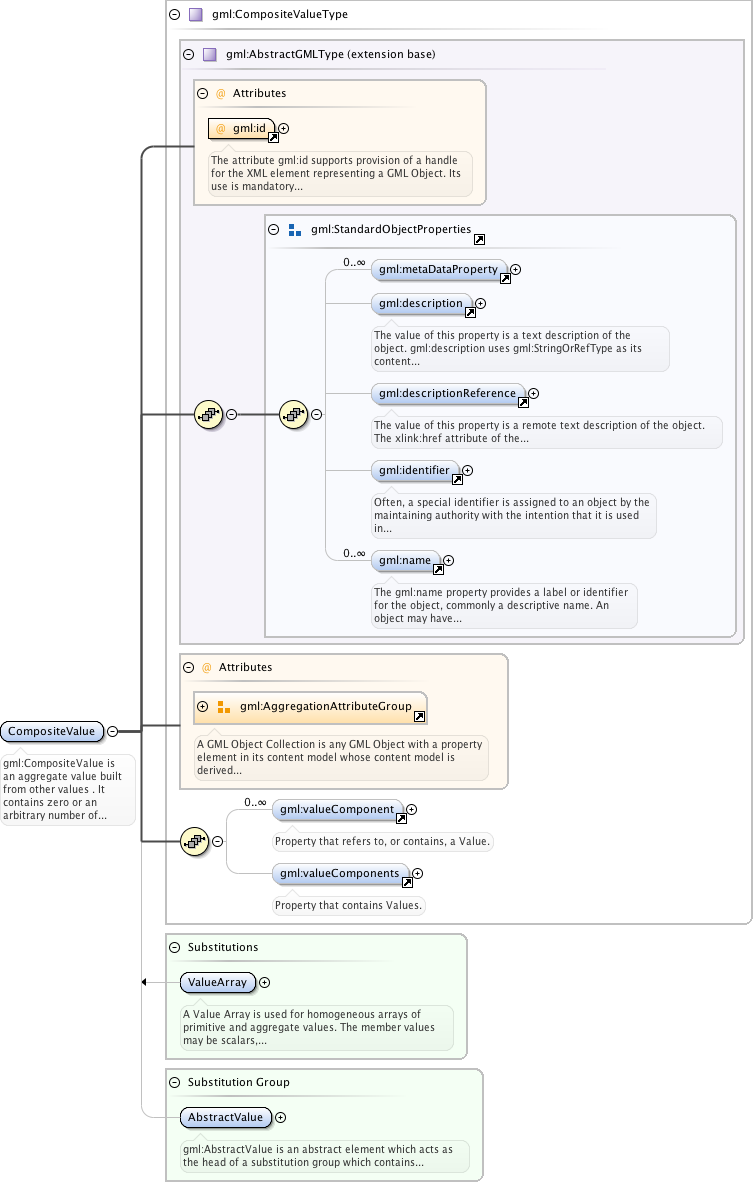 gml:CompositeValueType
gml:AbstractGMLType (extension base)
@ Attributes
@ gml:id
The attribute gml:id supports provision of a handle
for the XML element representing a GML Object. Its
use is mandatory...
gml:StandardObjectProperties
0..∞
gml:metaDataProperty
gml:description
The value of this property is a text description of the
object. gml:description uses gml:StringOrRefType as its
content...
gml:descriptionReference
The value of this property is a remote text description of the object.
The xlink:href attribute of the...
gml:identifier
Often, a special identifier is assigned to an object by the
maintaining authority with the intention that it is used
in...
0..∞
gml:name
The gml:name property provides a label or identifier
for the object, commonly a descriptive name. An
object may have...
@ Attributes
gml:AggregationAttributeGroup
A GML Object Collection is any GML Object with a property
element in its content model whose content model is
derived...
CompositeValue
gml:CompositeValue is
an aggregate value built
from other values . It
contains zero or an
arbitrary number of...
0..∞
gml:valueComponent
Property that refers to, or contains, a Value.
gml:valueComponents
Property that contains Values.
Substitutions
ValueArray
A Value Array is used for homogeneous arrays of
primitive and aggregate values. The member values
may be scalars,...
Substitution Group
AbstractValue
gml:AbstractValue is an abstract element which acts as
the head of a substitution group which contains...